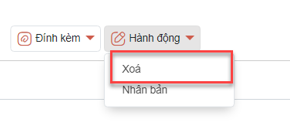 Đính kèm Hành động
Xoá
Nhân bản